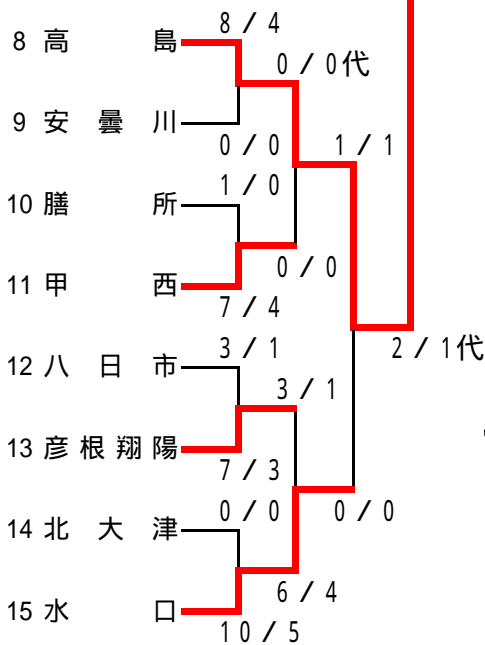 8 / 4
8 高島
0 / 0代
9 安曇川
0 / 0
1 / 1
1 / 0
10 膳所
0 / 0
11 甲西
7 / 4
3 / 1
2 / 1代
12 八日市
3 / 1
13 彦根翔陽
7 / 3
0 / 0
0 / 0
14 北大津
6 / 4
15 水口
10 / 5